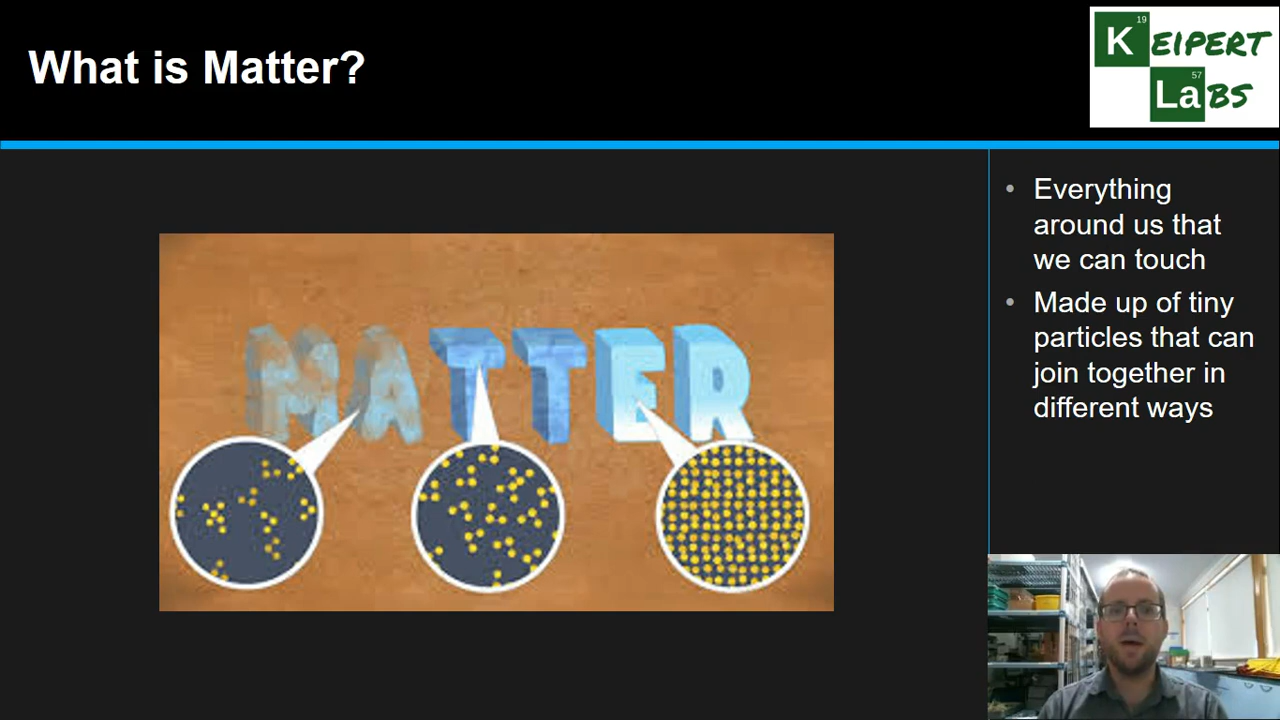 What is Matter?
19
KEIPERT
57
LaBS
MATTER
• Everything
around us that
we can touch
• Made up of tiny
particles that can
join together in
different ways